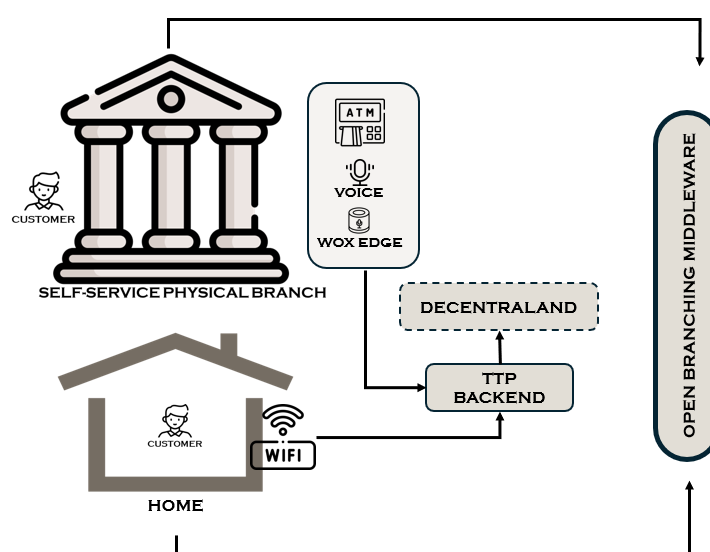 ATM
VOICE
WOX EDGE
CUSTOMER
SELF-SERVICE PHYSICAL BRANCH
DECENTRALAND
TTP
BACKEND
OPEN BRANCHING MIDDLEWARE
CUSTOMER
WIFI
HOME